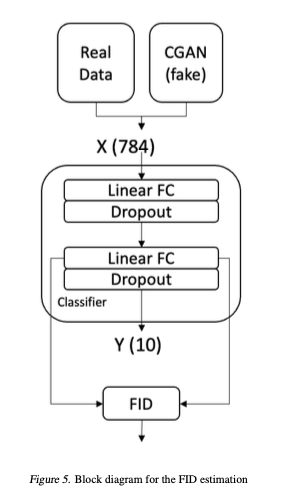 Real CGAN
Data (fake)
X (784)
Linear FC
Dropout
Linear FC
Dropout
Classifier
Y (10)
FID
Figure 5. Block diagram for the FID estimation